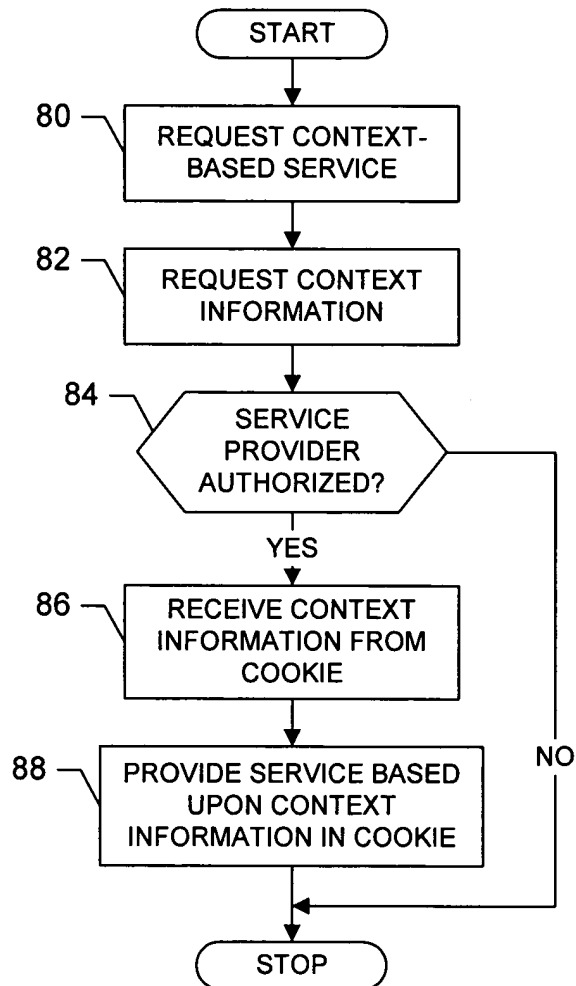 START
80
REQUEST CONTEXT-
BASED SERVICE
82
REQUEST CONTEXT
INFORMATION
84
SERVICE
PROVIDER
AUTHORIZED?
YES
86
RECEIVE CONTEXT
INFORMATION FROM
COOKIE
NO
88
PROVIDE SERVICE BASED
UPON CONTEXT
INFORMATION IN COOKIE
STOP